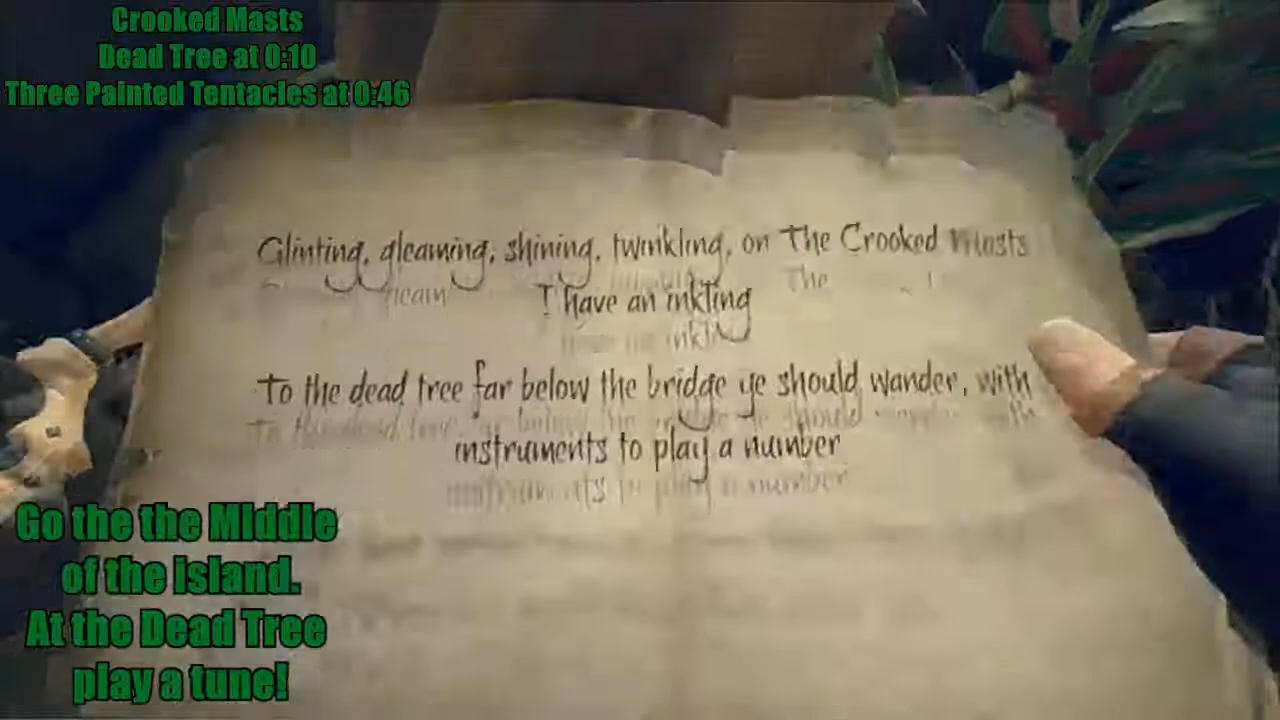 Crooked Masts
Dead Tree at 0:10
Three Painted Tentacles at 0:46
Glinting, gleaming, shining, twinkling, on The Crooked Masts
I have an inkling
To the dead tree far below the bridge ye should wander, with
instruments to play a number
Go the the Middle
of the island.
At the Dead Tree
play a tune!